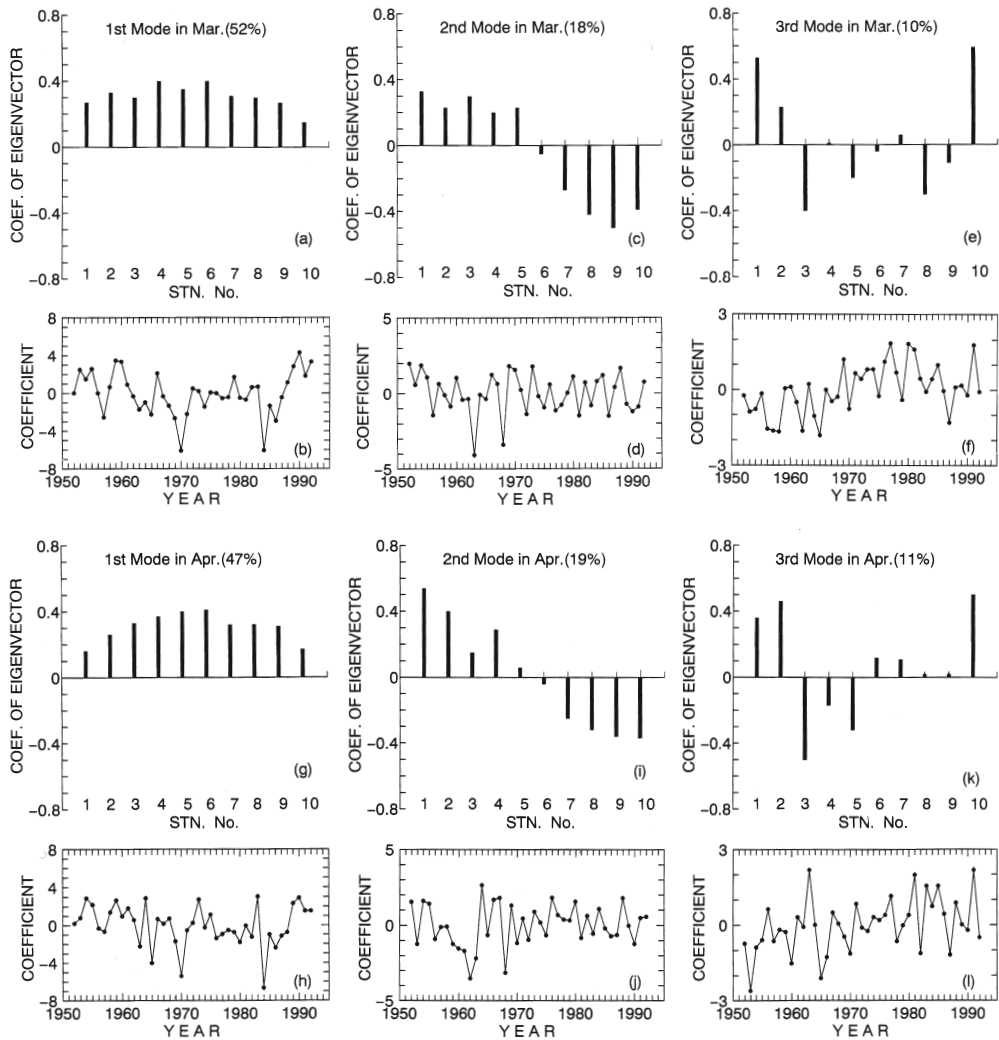 COEF. OF EIGENVECTOR
0.8
0.4
0
−0.4
−0.8
1st Mode in Mar.(52%)
(a)
1 2 3 4 5 6 7 8 9 10
STN. No.
COEF. OF EIGENVECTOR
0.8
0.4
0
−0.4
−0.8
2nd Mode in Mar.(18%)
(c)
1 2 3 4 5 6 7 8 9 10
STN. No.
COEF. OF EIGENVECTOR
0.8
0.4
0
−0.4
−0.8
3rd Mode in Mar.(10%)
(e)
1 2 3 4 5 6 7 8 9 10
STN. No.
COEFFICIENT
8
4
0
−4
−8
(b)
1950 1960 1970 1980 1990
YEAR
COEFFICIENT
5
0
−5
(d)
1950 1960 1970 1980 1990
YEAR
COEFFICIENT
3
0
−3
(f)
1950 1960 1970 1980 1990
YEAR
COEF. OF EIGENVECTOR
0.8
0.4
0
−0.4
−0.8
1st Mode in Apr.(47%)
(g)
1 2 3 4 5 6 7 8 9 10
STN. No.
COEF. OF EIGENVECTOR
0.8
0.4
0
−0.4
−0.8
2nd Mode in Apr.(19%)
(i)
1 2 3 4 5 6 7 8 9 10
STN. No.
COEF. OF EIGENVECTOR
0.8
0.4
0
−0.4
−0.8
3rd Mode in Apr.(11%)
(k)
1 2 3 4 5 6 7 8 9 10
STN. No.
COEFFICIENT
8
4
0
−4
−8
(h)
1950 1960 1970 1980 1990
YEAR
COEFFICIENT
5
0
−5
(j)
1950 1960 1970 1980 1990
YEAR
COEFFICIENT
3
0
−3
(l)
1950 1960 1970 1980 1990
YEAR